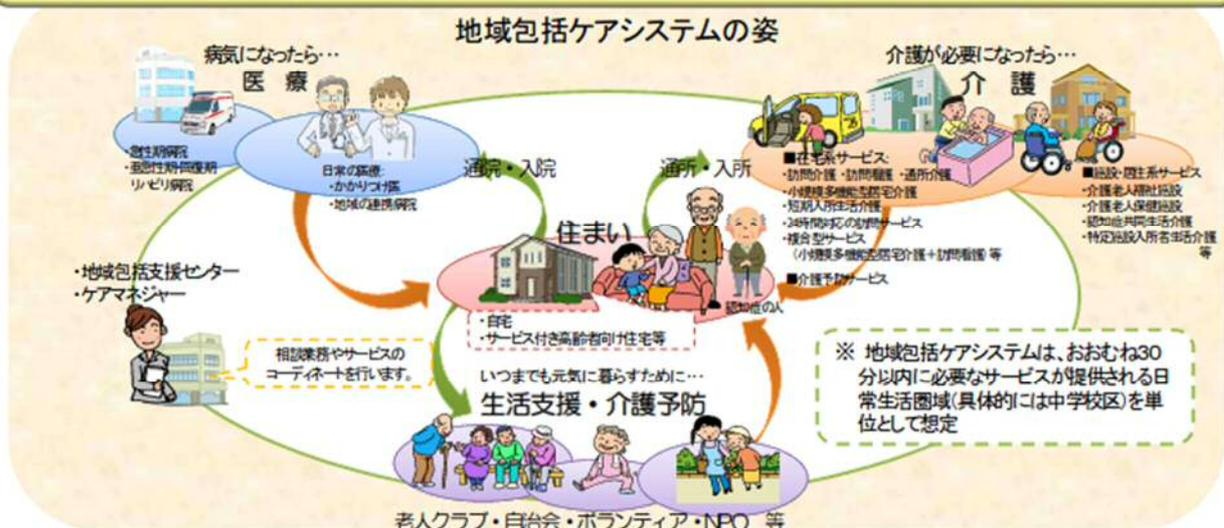 地域包括ケアシステムの姿
病気になったら…
医 療
・急性期病院
・亜急性期・回復期
リハビリ病院
日常の医療:
・かかりつけ医
・地域の連携病院
通院・入院
通所・入所
介護が必要になったら…
介 護
■在宅系サービス:
・訪問介護・訪問看護・通所介護
・小規模多機能型居宅介護
・短期入所生活介護
・24時間対応の訪問サービス
・複合型サービス
（小規模多機能型居宅介護＋訪問看護）等
■介護予防サービス
■施設・居住系サービス
・介護老人福祉施設
・介護老人保健施設
・認知症共同生活介護
・特定施設入所者生活介護
等
住まい
認知症の人
・自宅
・サービス付き高齢者向け住宅等
・地域包括支援センター
・ケアマネジャー
相談業務やサービスの
コーディネートを行います。
いつまでも元気に暮らすために…
生活支援・介護予防
老人クラブ・自治会・ボランティア・NPO 等
※ 地域包括ケアシステムは、おおむね30
分以内に必要なサービスが提供される日
常生活圏域（具体的には中学校区）を単
位として想定